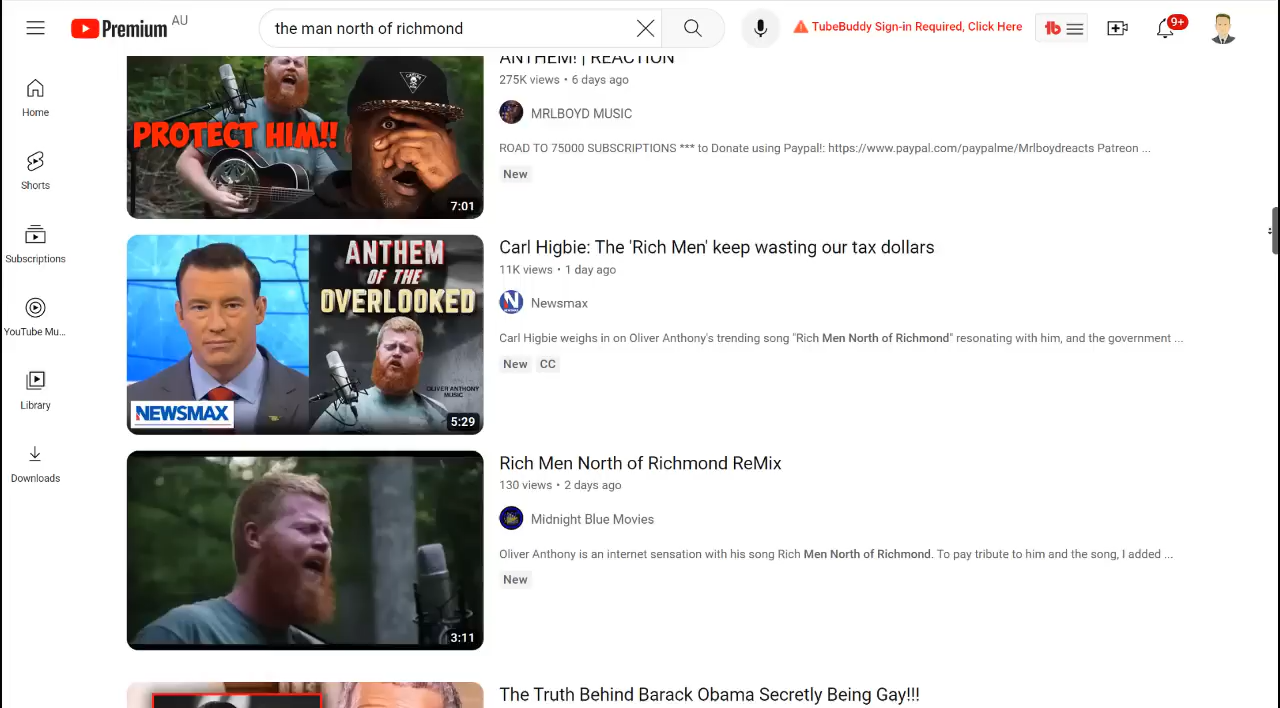 Premium AU
the man north of richmond
TubeBuddy Sign-in Required, Click Here
tb
9+
Home
Shorts
Subscriptions
YouTube Mu...
Library
Downloads
PROTECT HIM!!
7:01
ANTHEM! | REACTION
275K views • 6 days ago
MRLBOYD MUSIC
ROAD TO 75000 SUBSCRIPTIONS *** to Donate using Paypal!: https://www.paypal.com/paypalme/Mrlboydreacts Patreon ...
New
ANTHEM
OF THE
OVERLOOKED
OLIVER ANTHONY
MUSIC
NEWSMAX
5:29
Carl Higbie: The 'Rich Men' keep wasting our tax dollars
11K views • 1 day ago
N
Newsmax
Carl Higbie weighs in on Oliver Anthony's trending song "Rich Men North of Richmond" resonating with him, and the government ...
New CC
3:11
Rich Men North of Richmond ReMix
130 views • 2 days ago
Midnight Blue Movies
Oliver Anthony is an internet sensation with his song Rich Men North of Richmond. To pay tribute to him and the song, I added ...
New
The Truth Behind Barack Obama Secretly Being Gay!!!